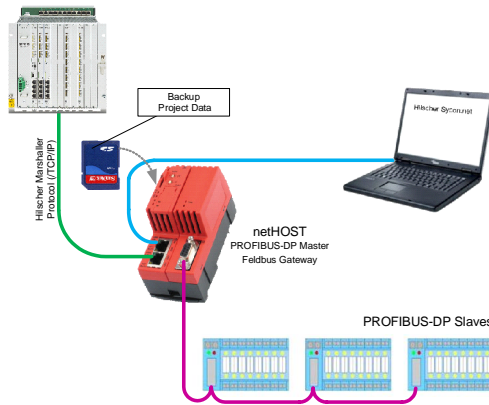 Backup
Project Data
Hilscher Sycon.net
Hilscher Marshaller
Protocol (/TCP/IP)
netHOST
PROFIBUS-DP Master
Feldbus Gateway
PROFIBUS-DP Slaves